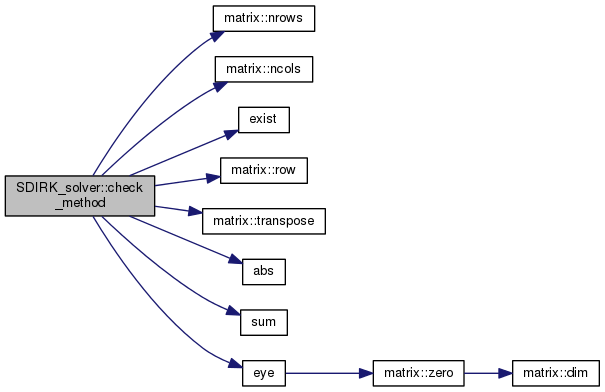 matrix::nrows
matrix::ncols
exist
matrix::row
SDIRK_solver::check
_method
matrix::transpose
abs
sum
eye
matrix::zero
matrix::dim